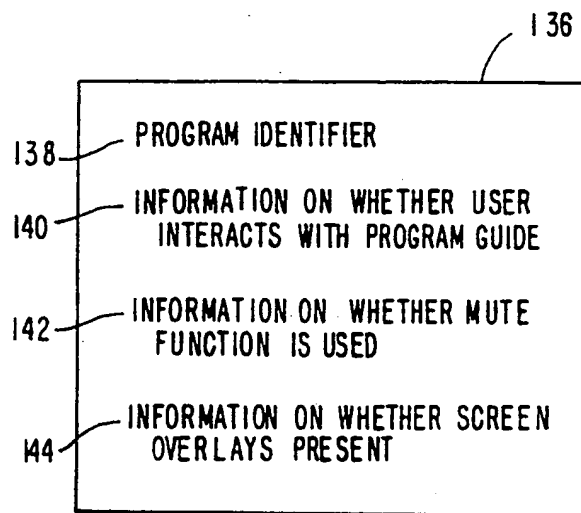 136
138 PROGRAM IDENTIFIER
140 INFORMATION ON WHETHER USER
INTERACTS WITH PROGRAM GUIDE
142 INFORMATION ON WHETHER MUTE
FUNCTION IS USED
144 INFORMATION ON WHETHER SCREEN
OVERLAYS PRESENT